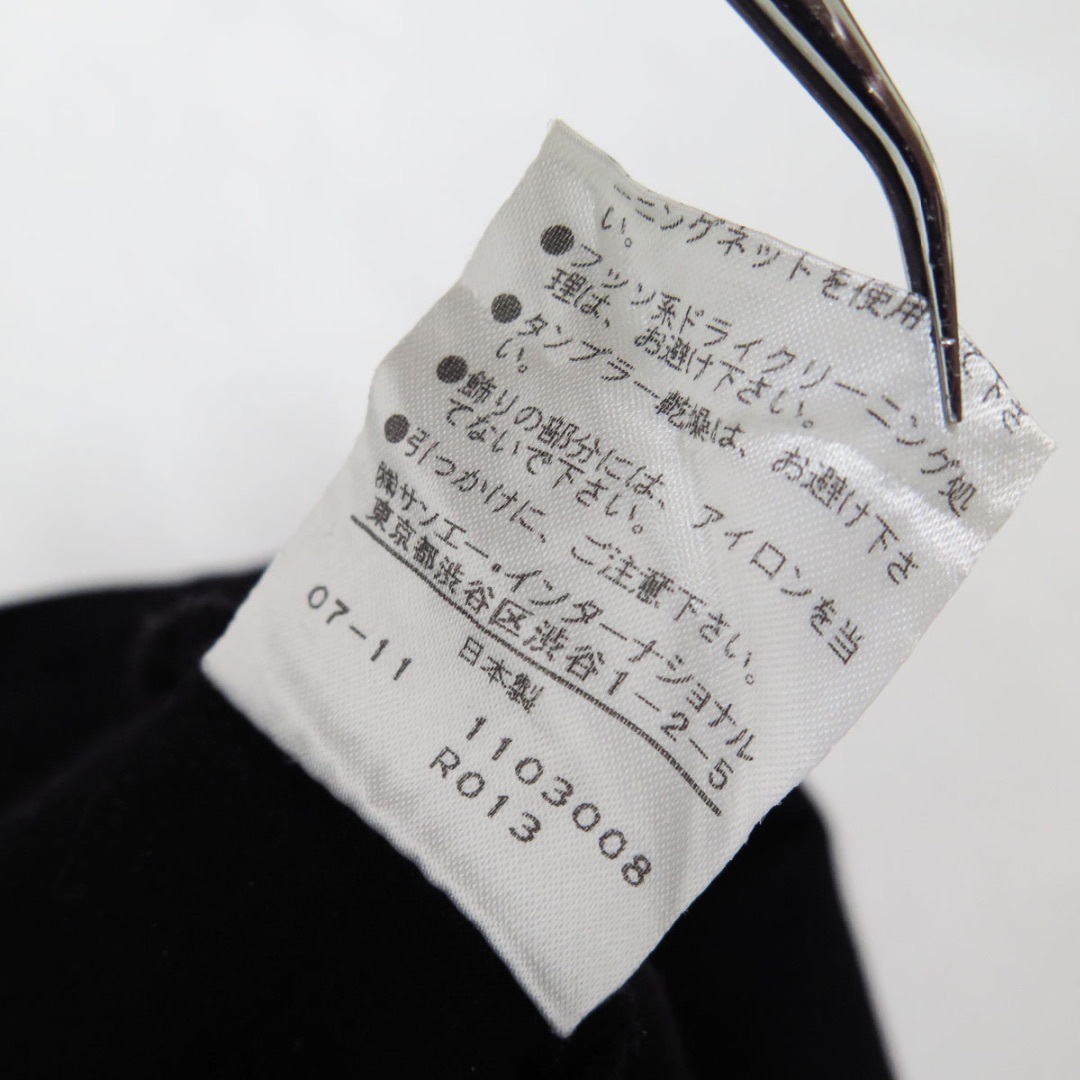 ニングネットを使用して下さ
い。
●フッソ系ドライクリーニング処
理は、お避け下さい。
●タンブラー乾燥は、お避け下さ
い。
●飾りの部分には、アイロンを当
てないで下さい。
●引っかけに、ご注意下さい。
㈱サンエー・インターナショナル
東京都渋谷区渋谷1-2-5
日本製
07-11 1103008
R013